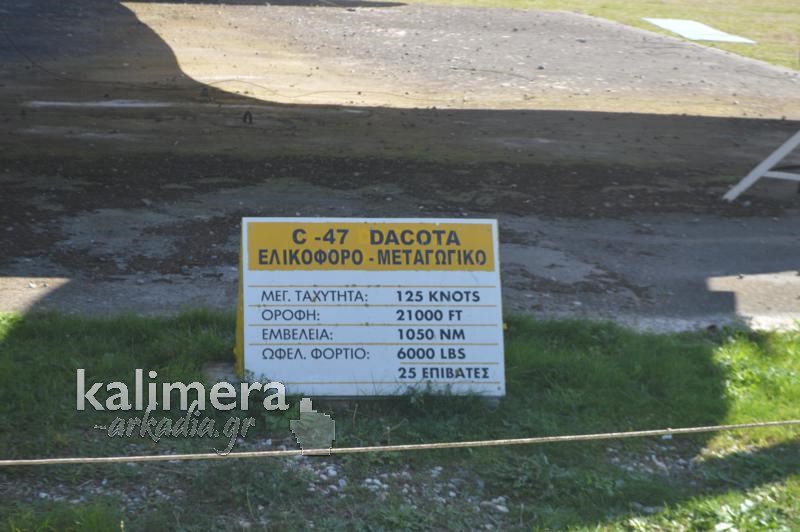 C -47 DACOTA
ΕΛΙΚΟΦΟΡΟ - ΜΕΤΑΓΩΓΙΚΟ
ΜΕΓ. ΤΑΧΥΤΗΤΑ: 125 KNOTS
ΟΡΟΦΗ: 21000 FT
ΕΜΒΕΛΕΙΑ: 1050 NM
ΩΦΕΛ. ΦΟΡΤΙΟ: 6000 LBS
25 ΕΠΙΒΑΤΕΣ
kalimera
-arkadia.gr